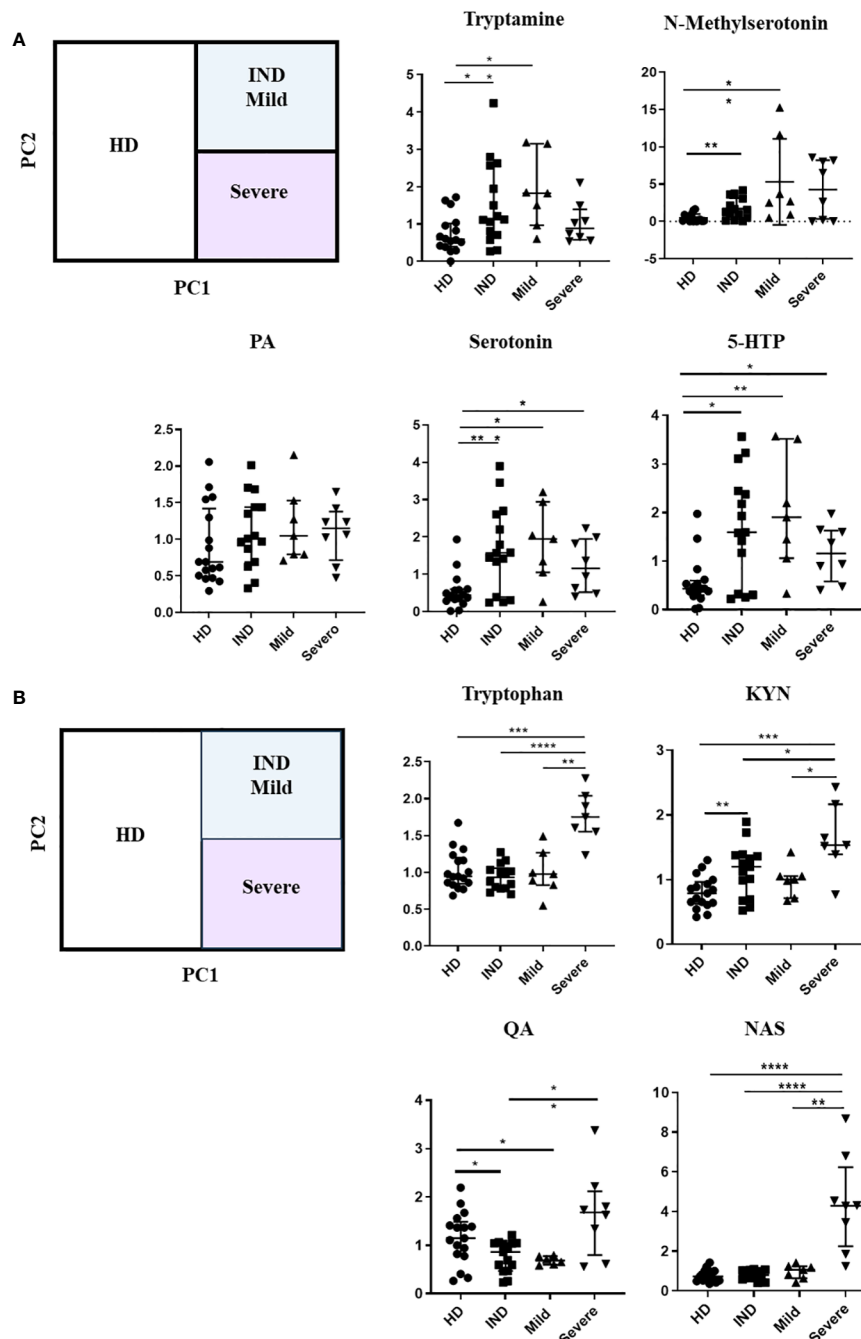 A
IND
Mild
HD
Severe
PC2
PC1
Tryptamine
*
* *
5
4
3
2
1
0
HD
IND
Mild
Severe
N-Methylserotonin
*
*
**
20
15
10
5
0
-5
HD
IND
Mild
Severe
PA
2.5
2.0
1.5
1.0
0.5
0.0
HD
IND
Mild
Severo
Serotonin
*
*
** *
5
4
3
2
1
0
HD
IND
Mild
Severe
5-HTP
*
**
*
4
3
2
1
0
HD
IND
Mild
Severe
B
IND
Mild
HD
Severe
PC2
PC1
Tryptophan
***
****
**
2.5
2.0
1.5
1.0
0.5
0.0
HD
IND
Mild
Severe
KYN
***
*
*
**
3
2
1
0
HD
IND
Mild
Severe
QA
*
*
*
*
4
3
2
1
0
HD
IND
Mild
Severe
NAS
****
****
**
10
8
6
4
2
0
HD
IND
Mild
Severe